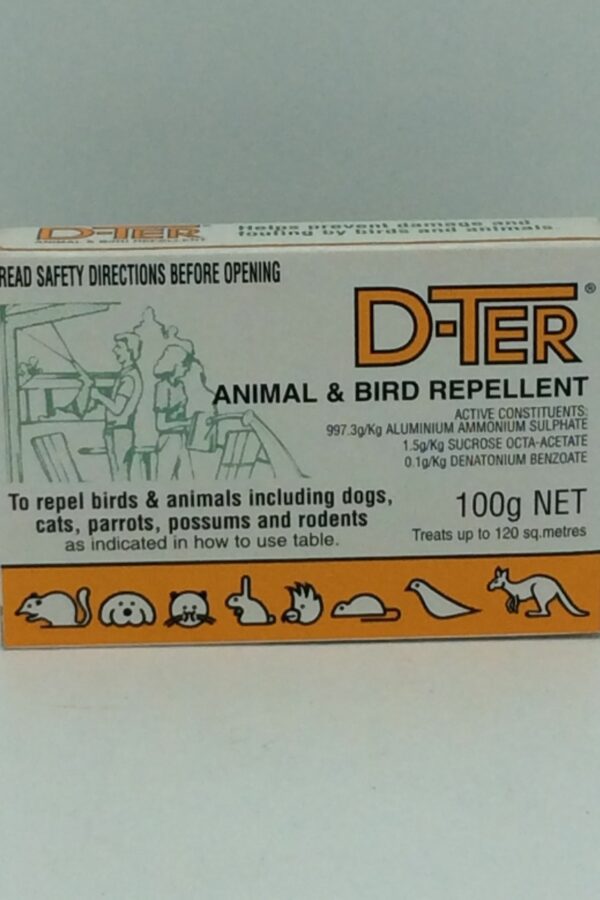 D-TER
ANIMAL & BIRD REPELLENT
Helps prevent damage and
fouling by birds and animals
READ SAFETY DIRECTIONS BEFORE OPENING
D-TER®
ANIMAL & BIRD REPELLENT
ACTIVE CONSTITUENTS:
997.3g/Kg ALUMINIUM AMMONIUM SULPHATE
1.5g/Kg SUCROSE OCTA-ACETATE
0.1g/Kg DENATONIUM BENZOATE
To repel birds & animals including dogs,
cats, parrots, possums and rodents
as indicated in how to use table.
100g NET
Treats up to 120 sq.metres